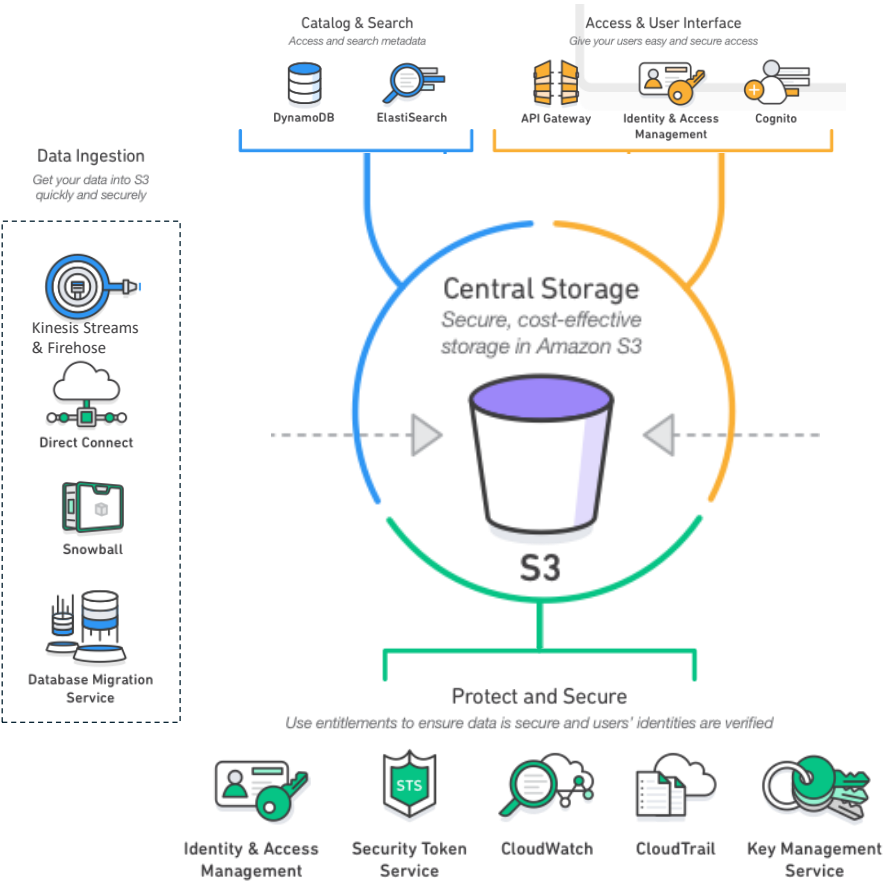 Catalog & Search
Access and search metadata
DynamoDB
ElastiSearch
Access & User Interface
Give your users easy and secure access
API Gateway
Identity & Access
Management
Cognito
Data Ingestion
Get your data into S3
quickly and securely
Kinesis Streams
& Firehose
Direct Connect
Snowball
Database Migration
Service
Central Storage
Secure, cost-effective
storage in Amazon S3
S3
Protect and Secure
Use entitlements to ensure data is secure and users’ identities are verified
Identity & Access
Management
STS
Security Token
Service
CloudWatch
CloudTrail
Key Management
Service